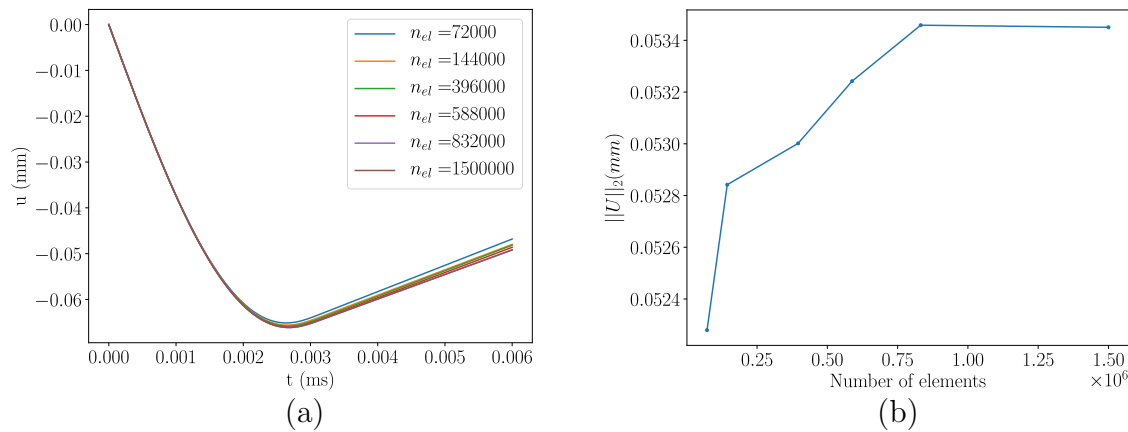 0.00
−0.01
−0.02
−0.03
−0.04
−0.05
−0.06
u (mm)
0.000 0.001 0.002 0.003 0.004 0.005 0.006
t (ms)
n_el =72000
n_el =144000
n_el =396000
n_el =588000
n_el =832000
n_el =1500000
(a)
0.0534
0.0532
0.0530
0.0528
0.0526
0.0524
||U||₂(mm)
0.25 0.50 0.75 1.00 1.25 1.50
×10⁶
Number of elements
(b)